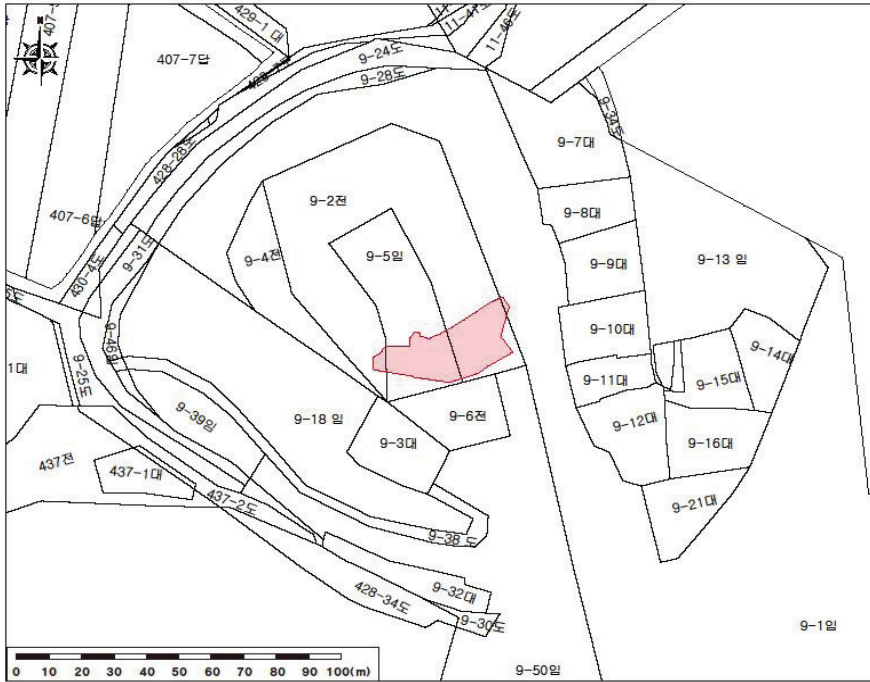 429-1 대
11-41도
11-46도
407-7답
9-24도
9-28도
9-34도
9-7대
428-28도
9-2전
9-8대
407-6답
9-4전
9-5임
9-31도
9-9대
9-13 임
430-4도
9-10대
9-46임
9-14대
1대
9-25도
9-11대
9-15대
9-39임
9-18 임
9-6전
9-12대
9-3대
9-16대
437전
437-1대
437-2도
9-21대
9-38 도
428-34도
9-32대
9-30도
9-1임
9-50임
0 10 20 30 40 50 60 70 80 90 100(m)